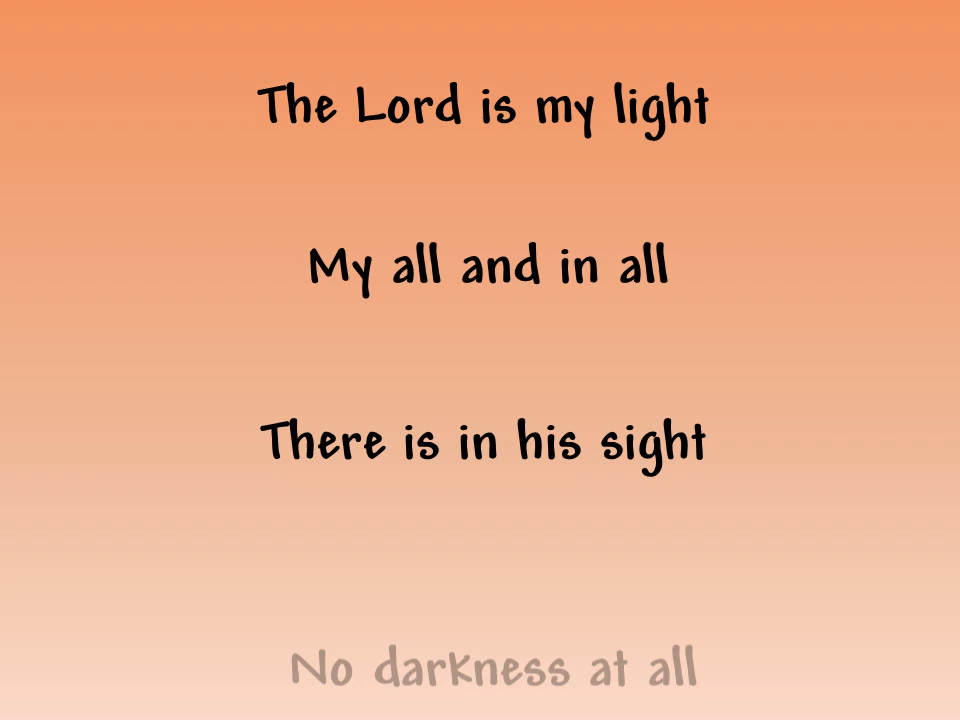 The Lord is my light
My all and in all
There is in his sight
No darkness at all